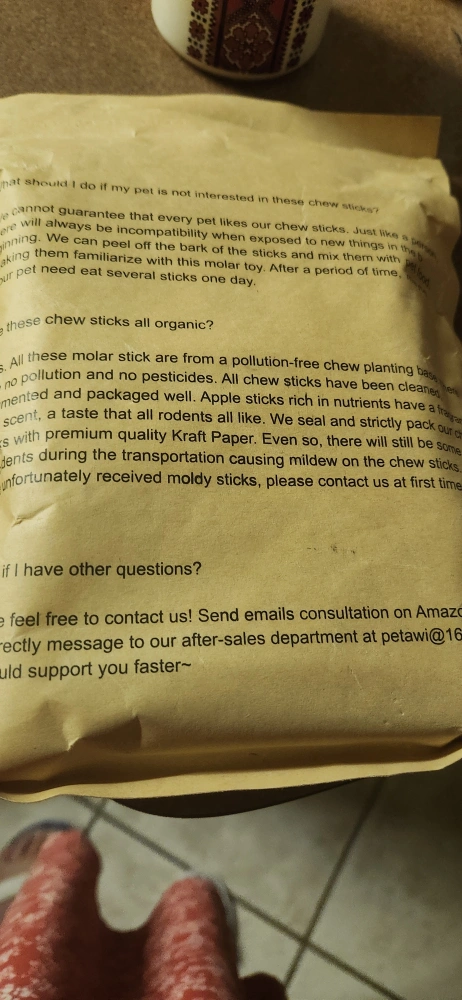 hat should I do if my pet is not interested in these chew sticks?
e cannot guarantee that every pet likes our chew sticks. Just like a
ere will always be incompatibility when exposed to new things in the
inning. We can peel off the bark of the sticks and mix them with
aking them familiarize with this molar toy. After a period of time,
ur pet need eat several sticks one day.
e these chew sticks all organic?
s. All these molar stick are from a pollution-free chew planting
no pollution and no pesticides. All chew sticks have been cleaned
mented and packaged well. Apple sticks rich in nutrients have a
scent, a taste that all rodents all like. We seal and strictly pack our
ks with premium quality Kraft Paper. Even so, there will still be some
dents during the transportation causing mildew on the chew sticks.
unfortunately received moldy sticks, please contact us at first time
if I have other questions?
e feel free to contact us! Send emails consultation on Amazo
rectly message to our after-sales department at petawi@16
uld support you faster~